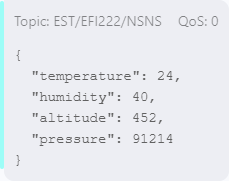 Topic: EST/EFI222/NSNS QoS: 0
{
"temperature": 24,
"humidity": 40,
"altitude": 452,
"pressure": 91214
}